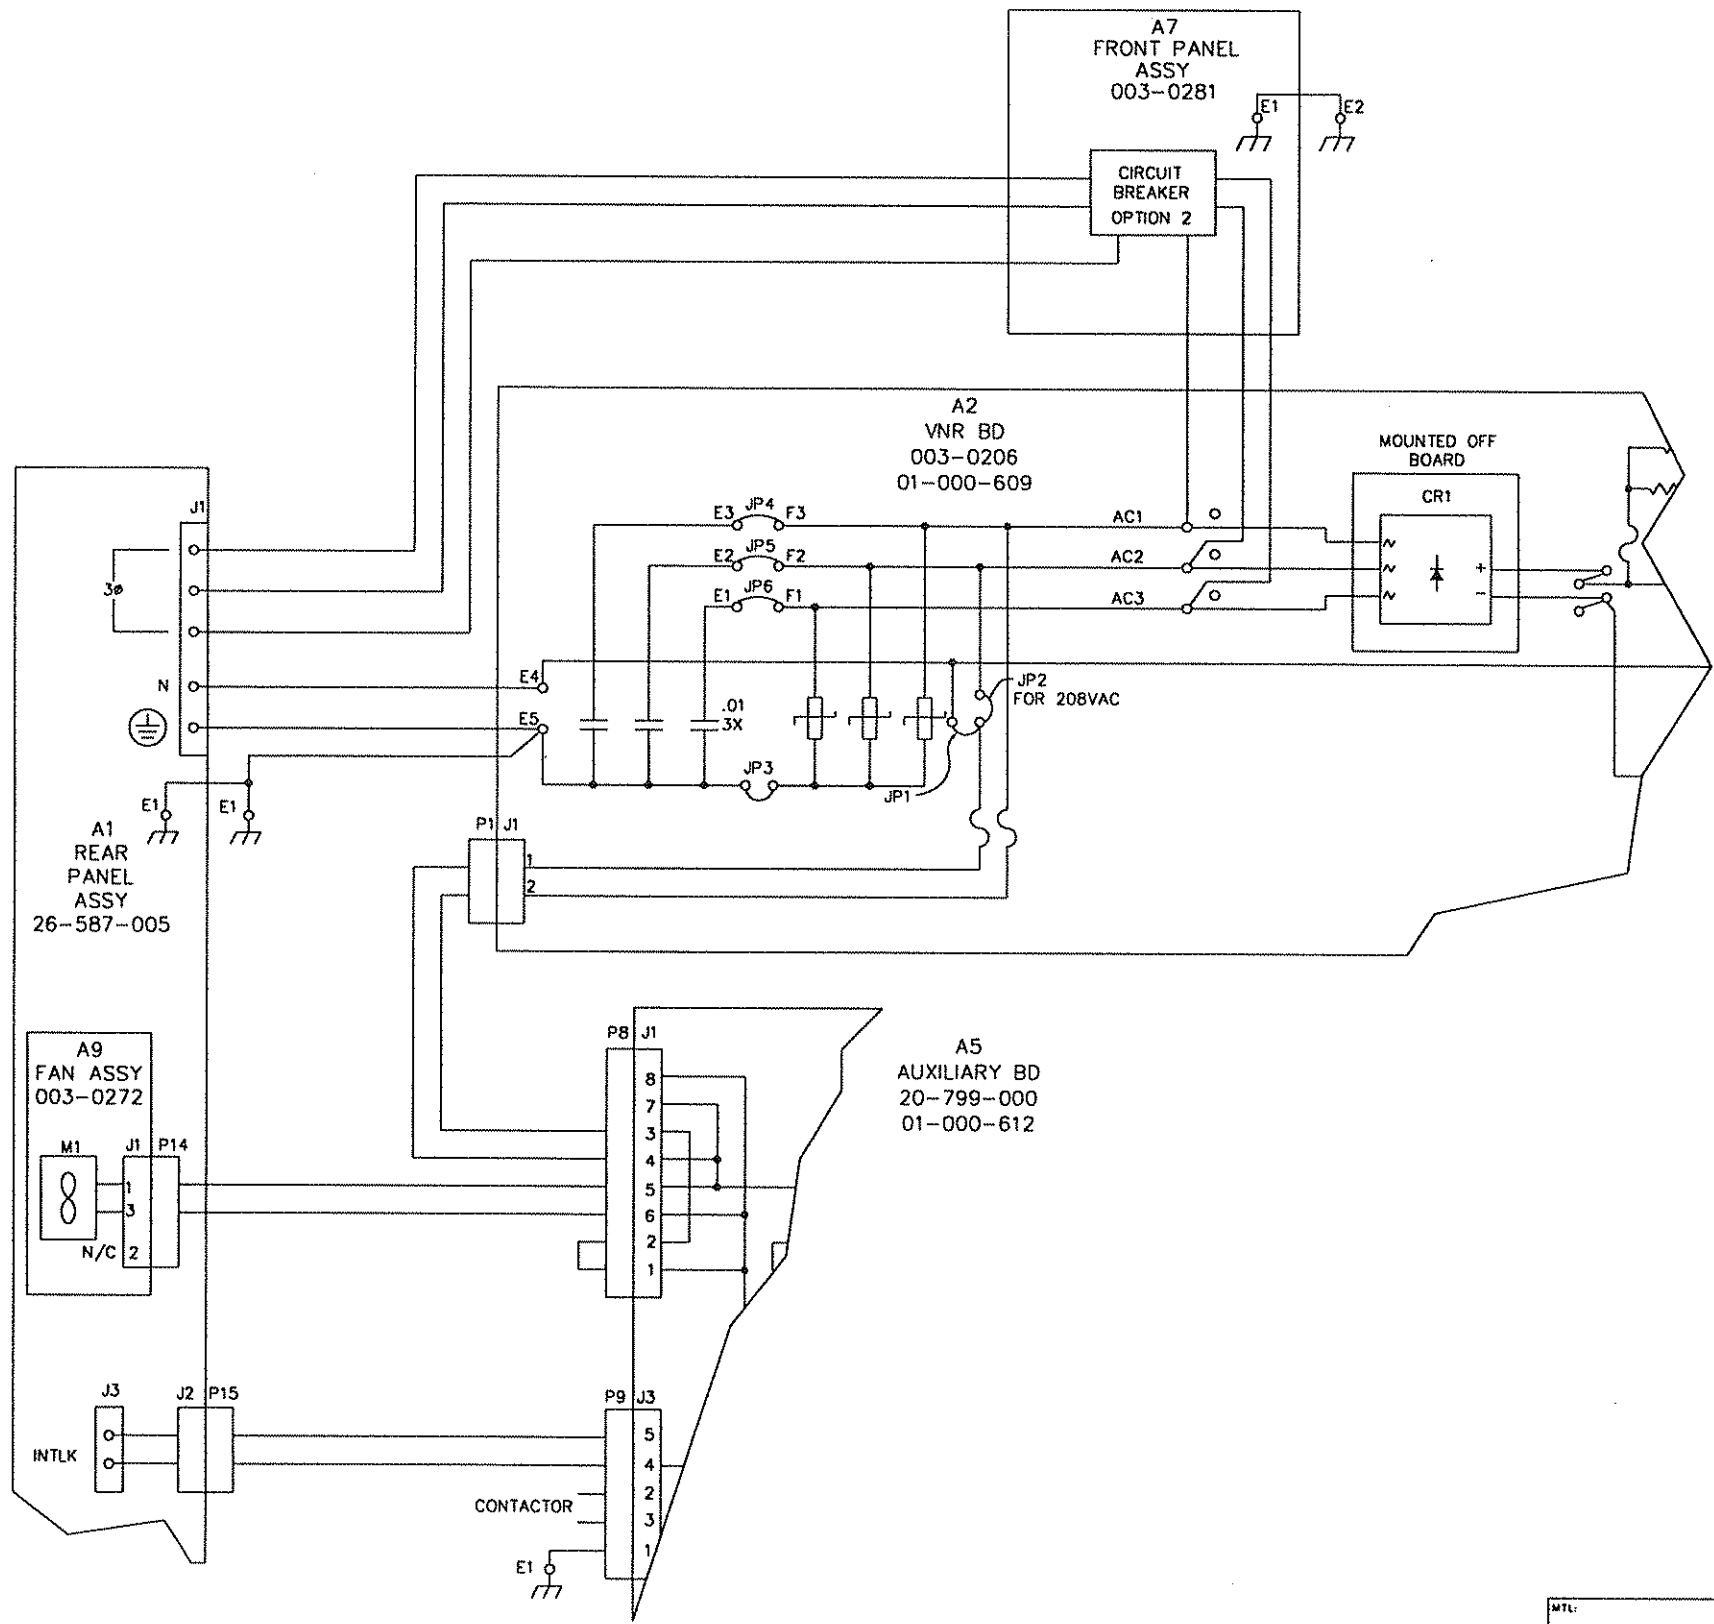 A7
FRONT PANEL
ASSY
003-0281
E1
E2
CIRCUIT
BREAKER
OPTION 2
A2
VNR BD
003-0206
01-000-609
MOUNTED OFF
BOARD
CR1
J1
E3
JP4
F3
AC1
E2
JP5
F2
AC2
+
3ø
E1
JP6
F1
AC3
-
N
E4
JP2
FOR 208VAC
E5
.01
3X
JP3
JP1
E1
E1
A1
REAR
PANEL
ASSY
26-587-005
P1
J1
1
2
A9
FAN ASSY
003-0272
P8
J1
A5
AUXILIARY BD
20-799-000
01-000-612
8
7
3
4
5
6
2
1
M1
J1
P14
1
3
N/C
2
J3
J2
P15
P9
J3
INTLK
5
4
2
CONTACTOR
3
1
E1
MTL: